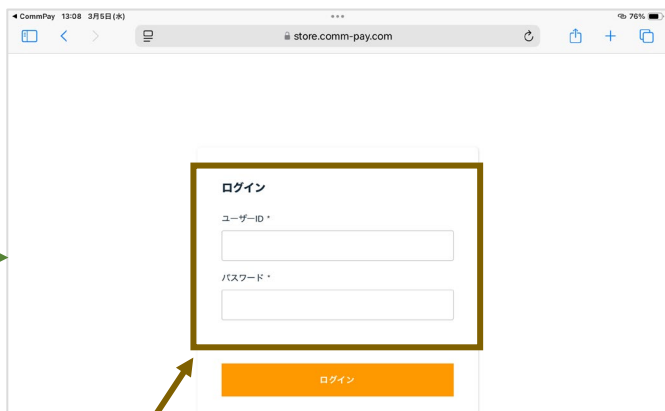 ◀ CommPay 13:08 3月5日(水)
76%
store.comm-pay.com
ログイン
ユーザーID *
パスワード *
ログイン